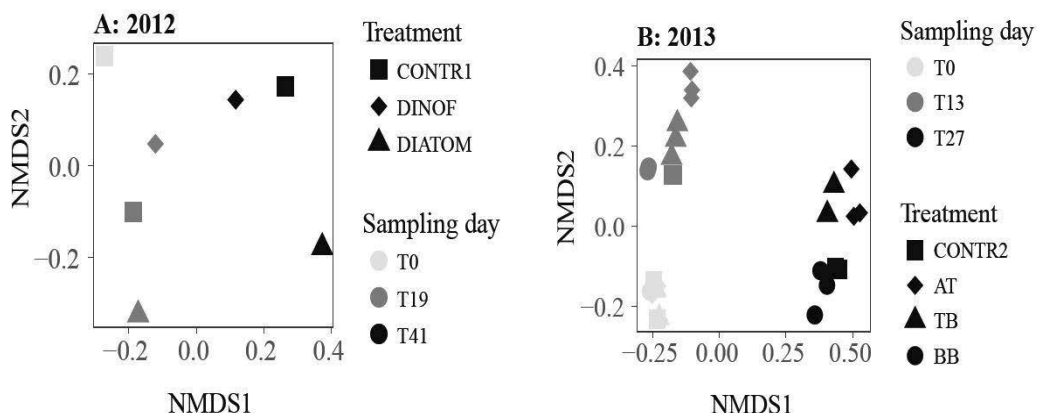 A: 2012
NMDS2
0.2
0.0
−0.2
−0.2 0.0 0.2 0.4
NMDS1
Treatment
CONTR1
DINOF
DIATOM
Sampling day
T0
T19
T41
B: 2013
NMDS2
0.4
0.2
0.0
−0.2
−0.25 0.00 0.25 0.50
NMDS1
Sampling day
T0
T13
T27
Treatment
CONTR2
AT
TB
BB